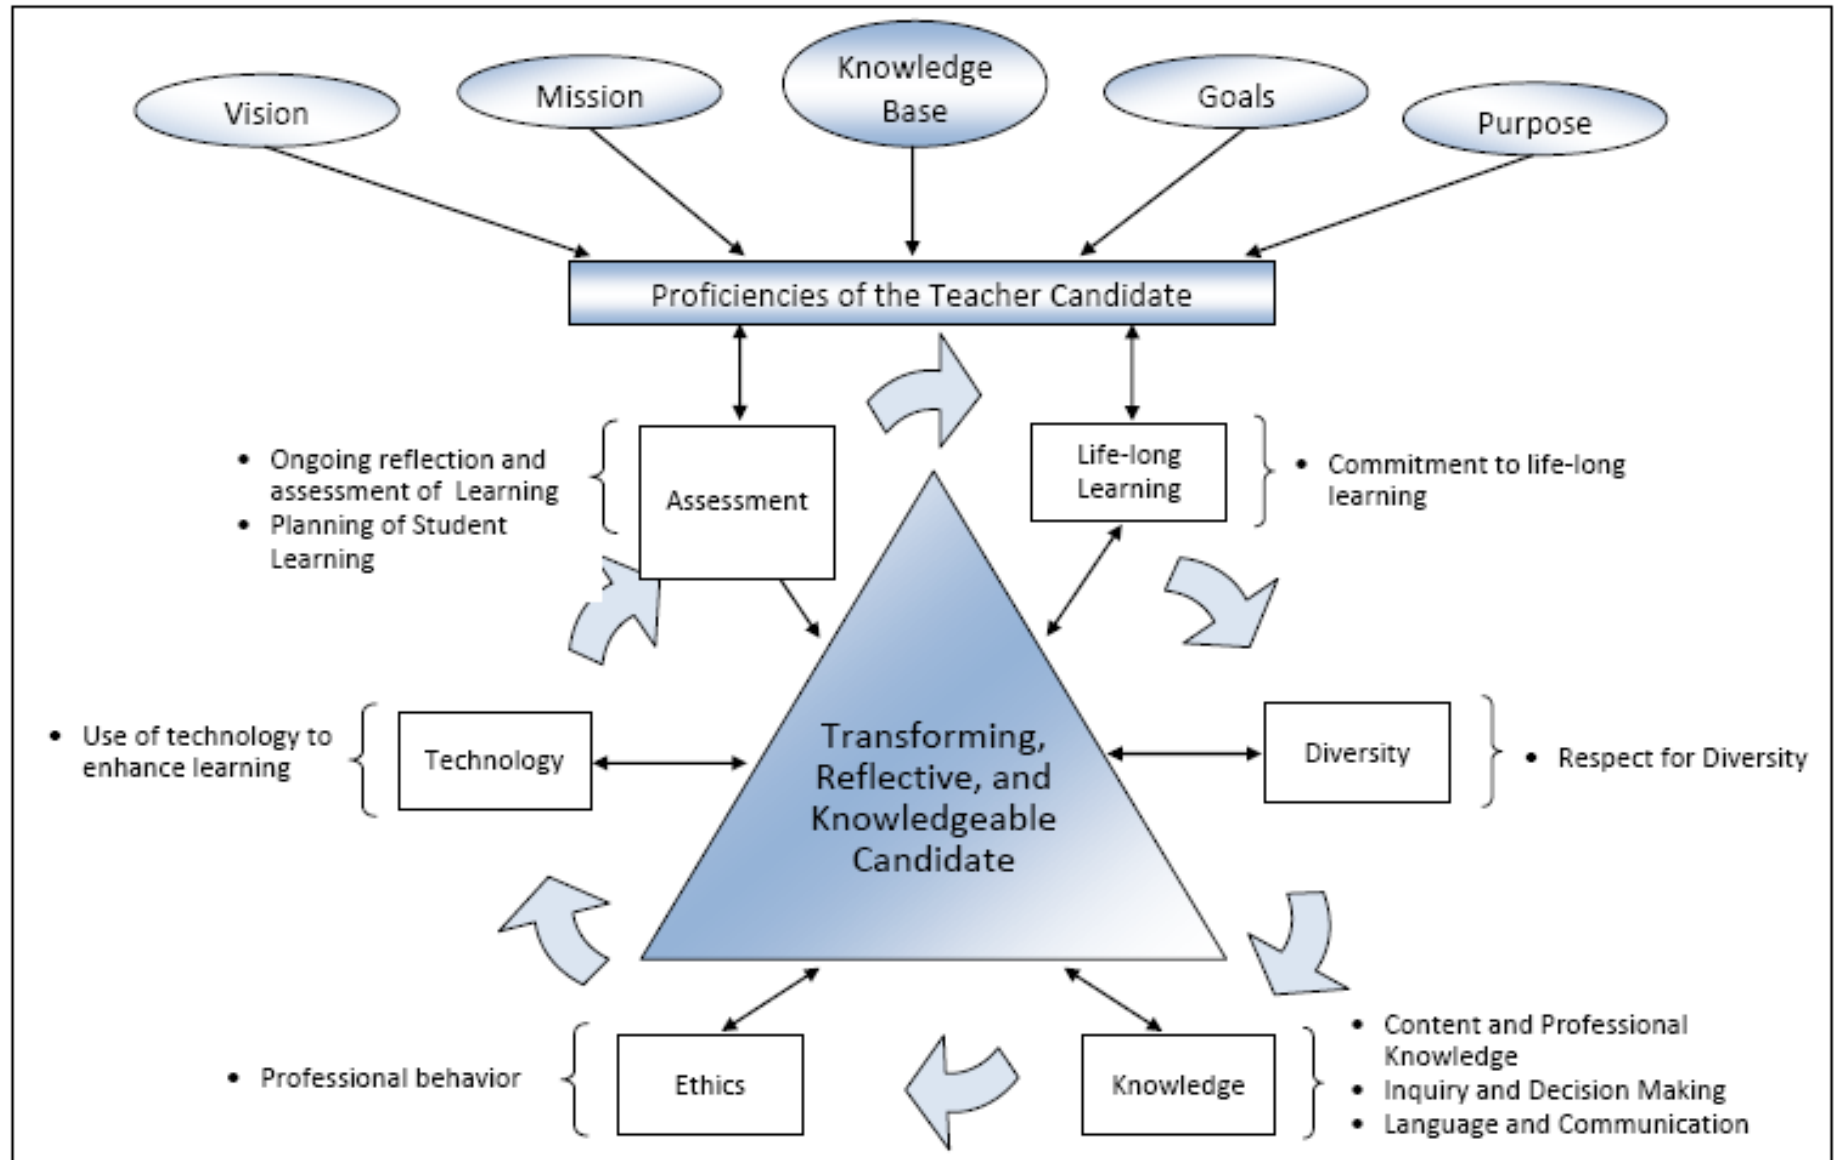 Vision
Mission
Knowledge
Base
Goals
Purpose
Proficiencies of the Teacher Candidate
• Ongoing reflection and
assessment of Learning
• Planning of Student
Learning
Assessment
Life-long
Learning
• Commitment to life-long
learning
• Use of technology to
enhance learning
Technology
Transforming,
Reflective, and
Knowledgeable
Candidate
Diversity
• Respect for Diversity
• Professional behavior
Ethics
Knowledge
• Content and Professional
Knowledge
• Inquiry and Decision Making
• Language and Communication